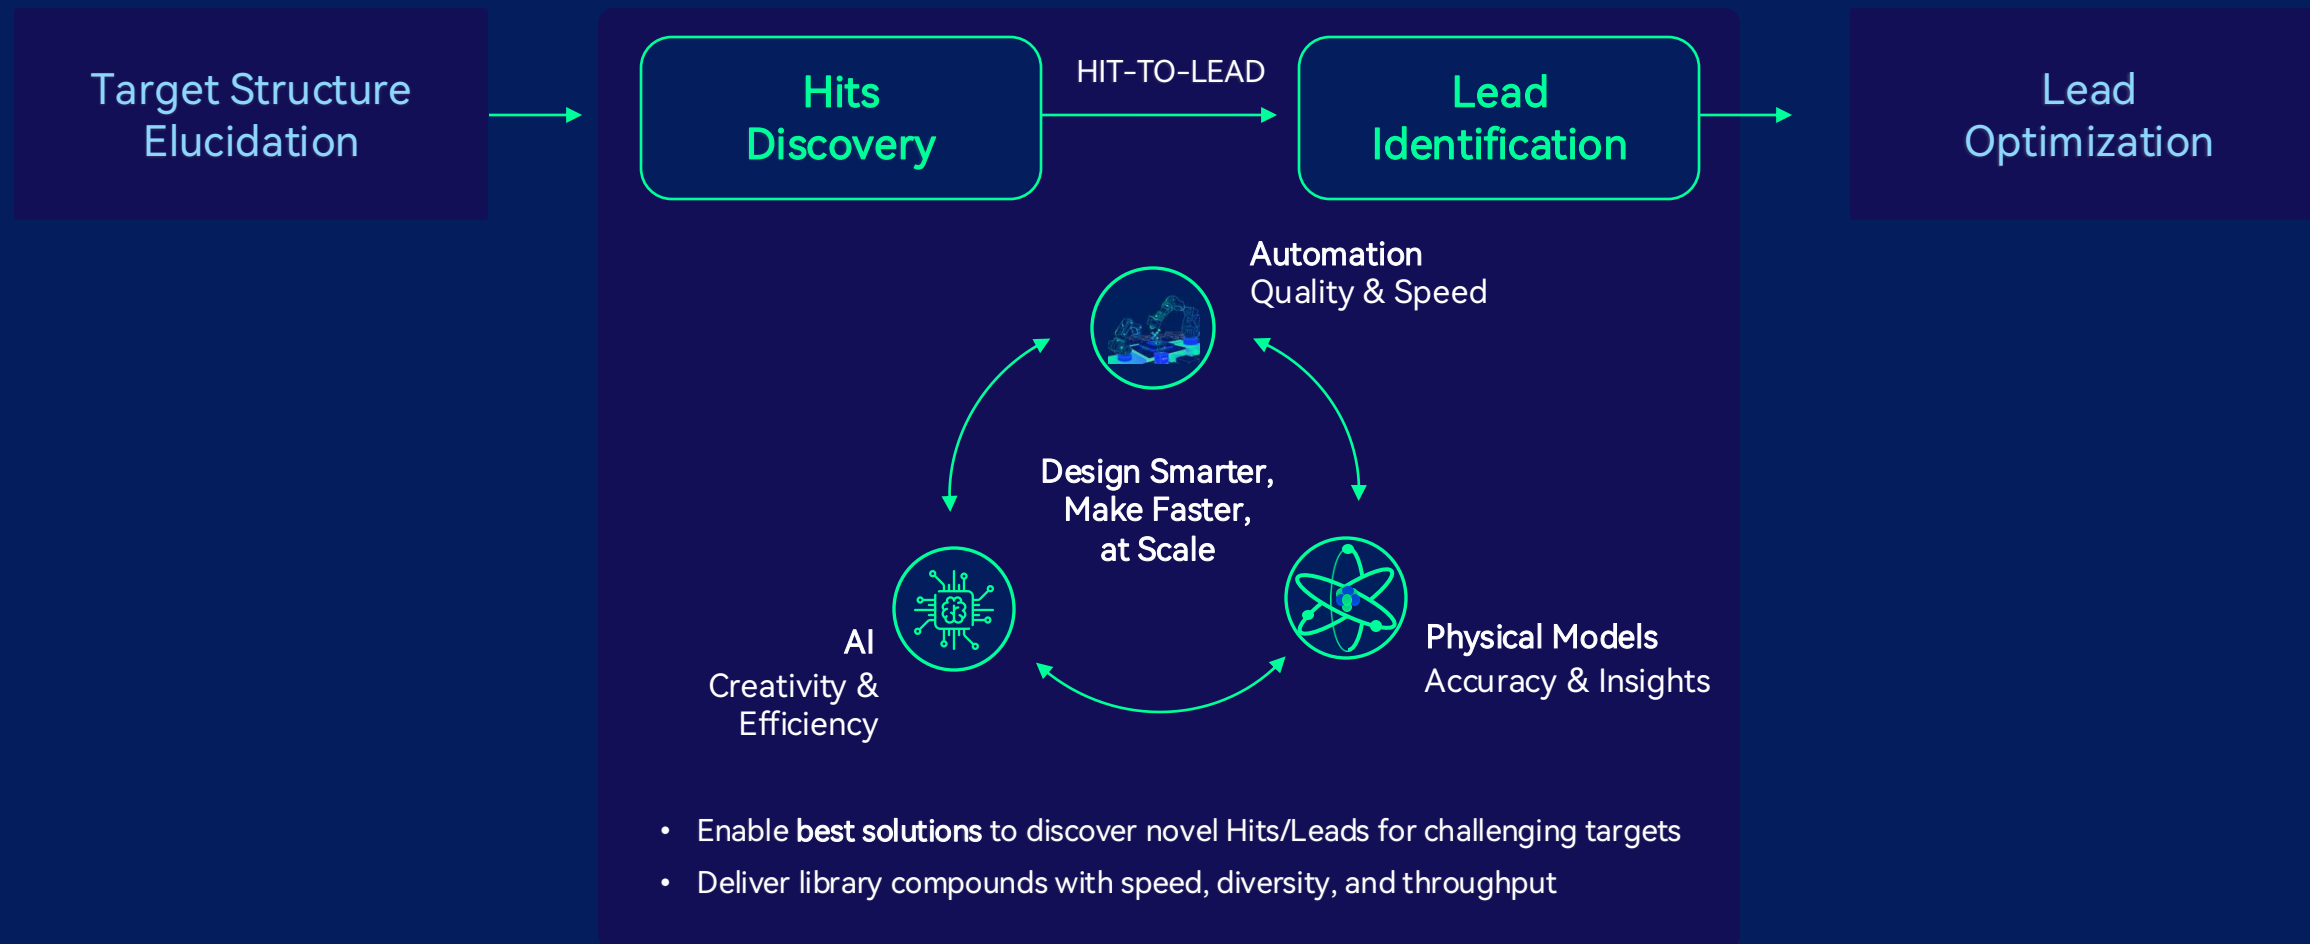 Target Structure
Elucidation
Hits
Discovery
HIT-TO-LEAD
Lead
Identification
Lead
Optimization
Automation
Quality & Speed
Design Smarter,
Make Faster,
at Scale
AI
Creativity &
Efficiency
Physical Models
Accuracy & Insights
• Enable best solutions to discover novel Hits/Leads for challenging targets
• Deliver library compounds with speed, diversity, and throughput